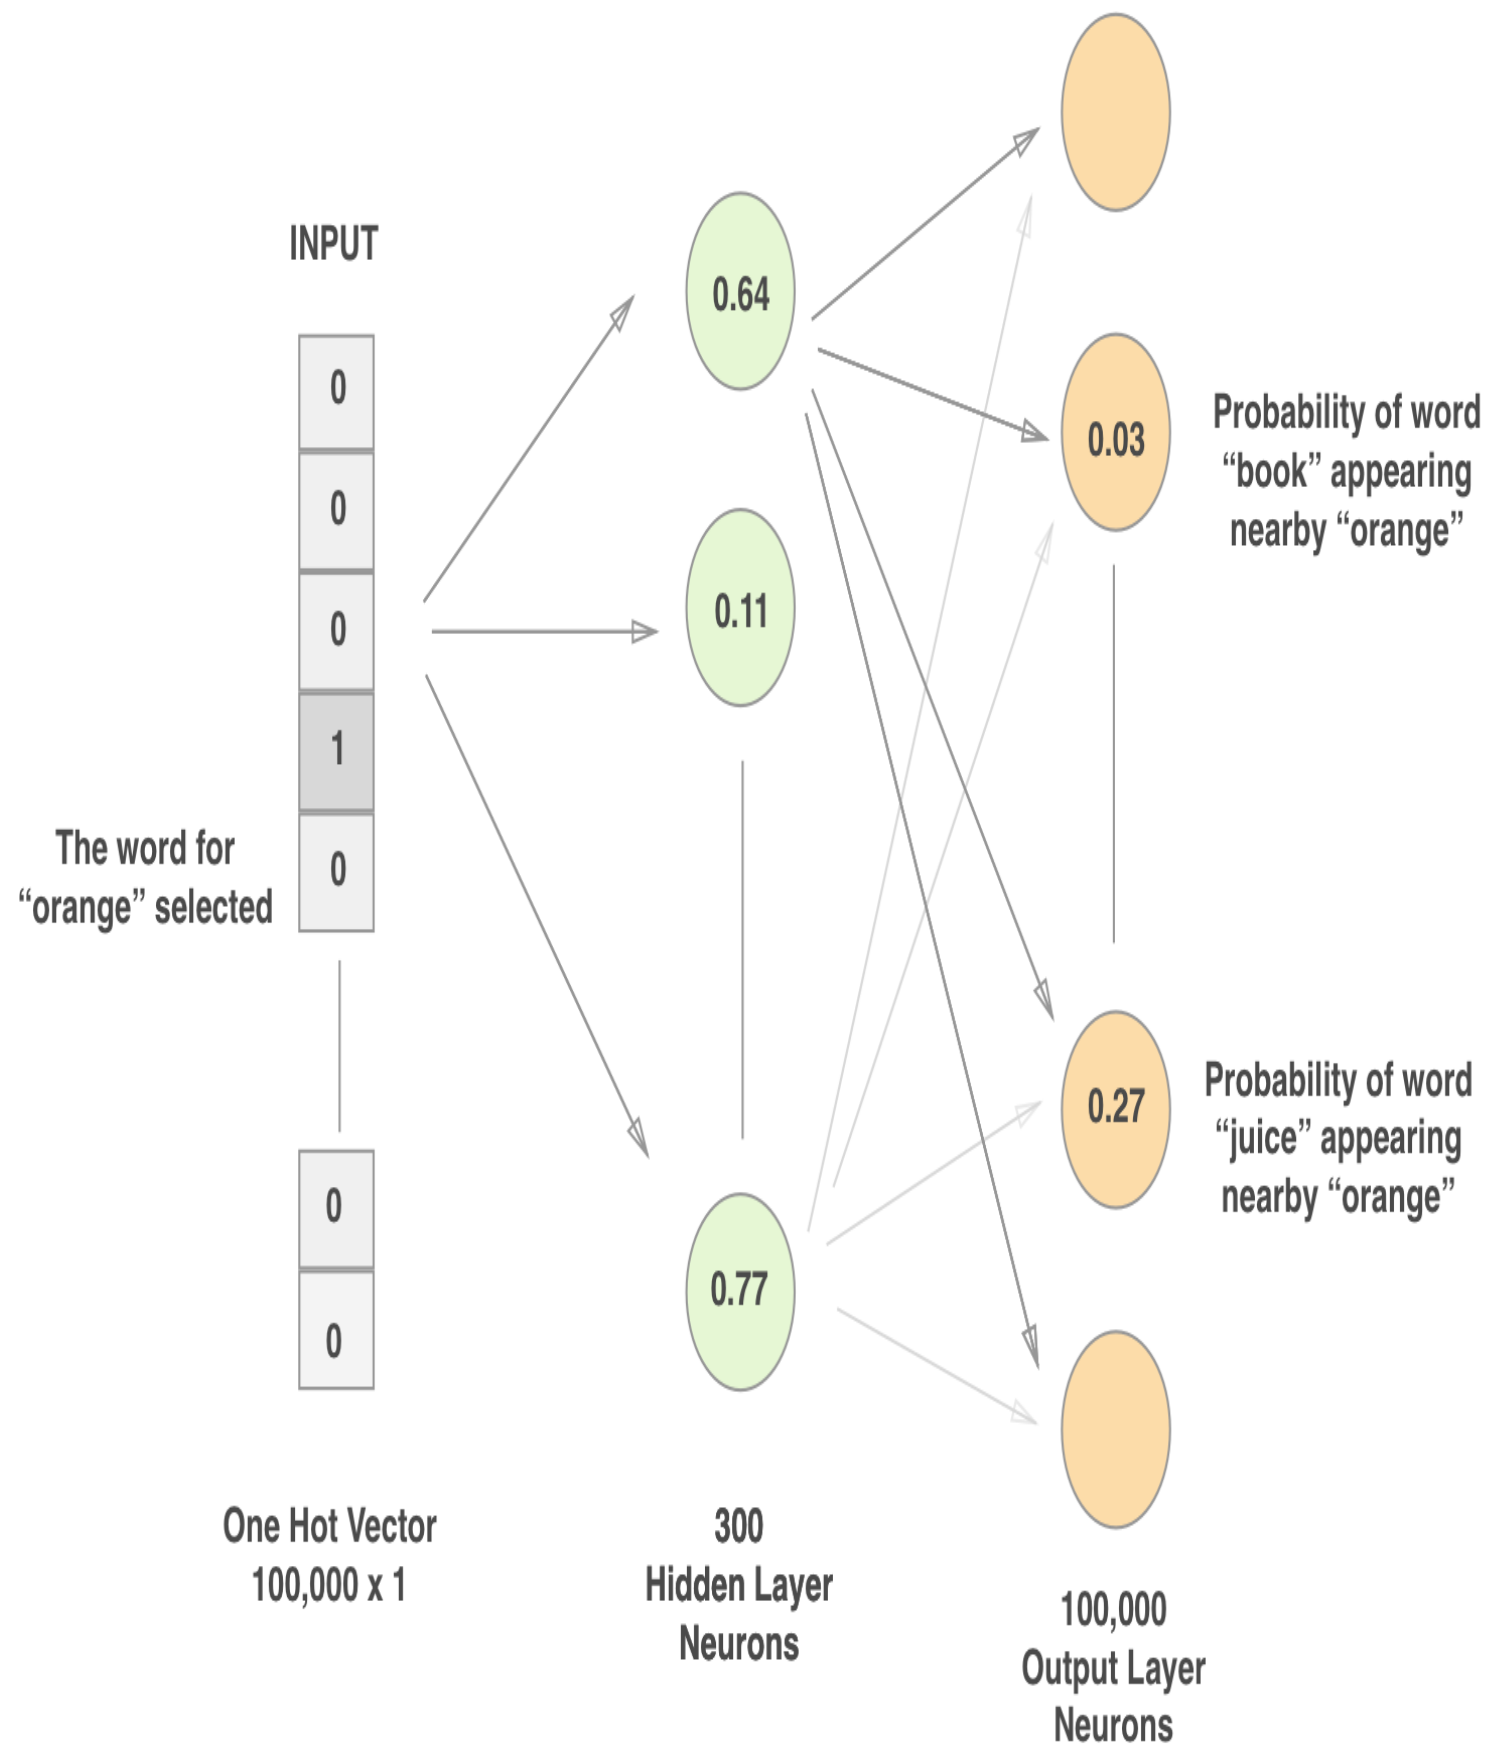 INPUT
0
0
0
1
0
0
0
The word for
“orange” selected
One Hot Vector
100,000 x 1
0.64
0.11
0.77
300
Hidden Layer
Neurons
0.03
0.27
Probability of word
“book” appearing
nearby “orange”
Probability of word
“juice” appearing
nearby “orange”
100,000
Output Layer
Neurons